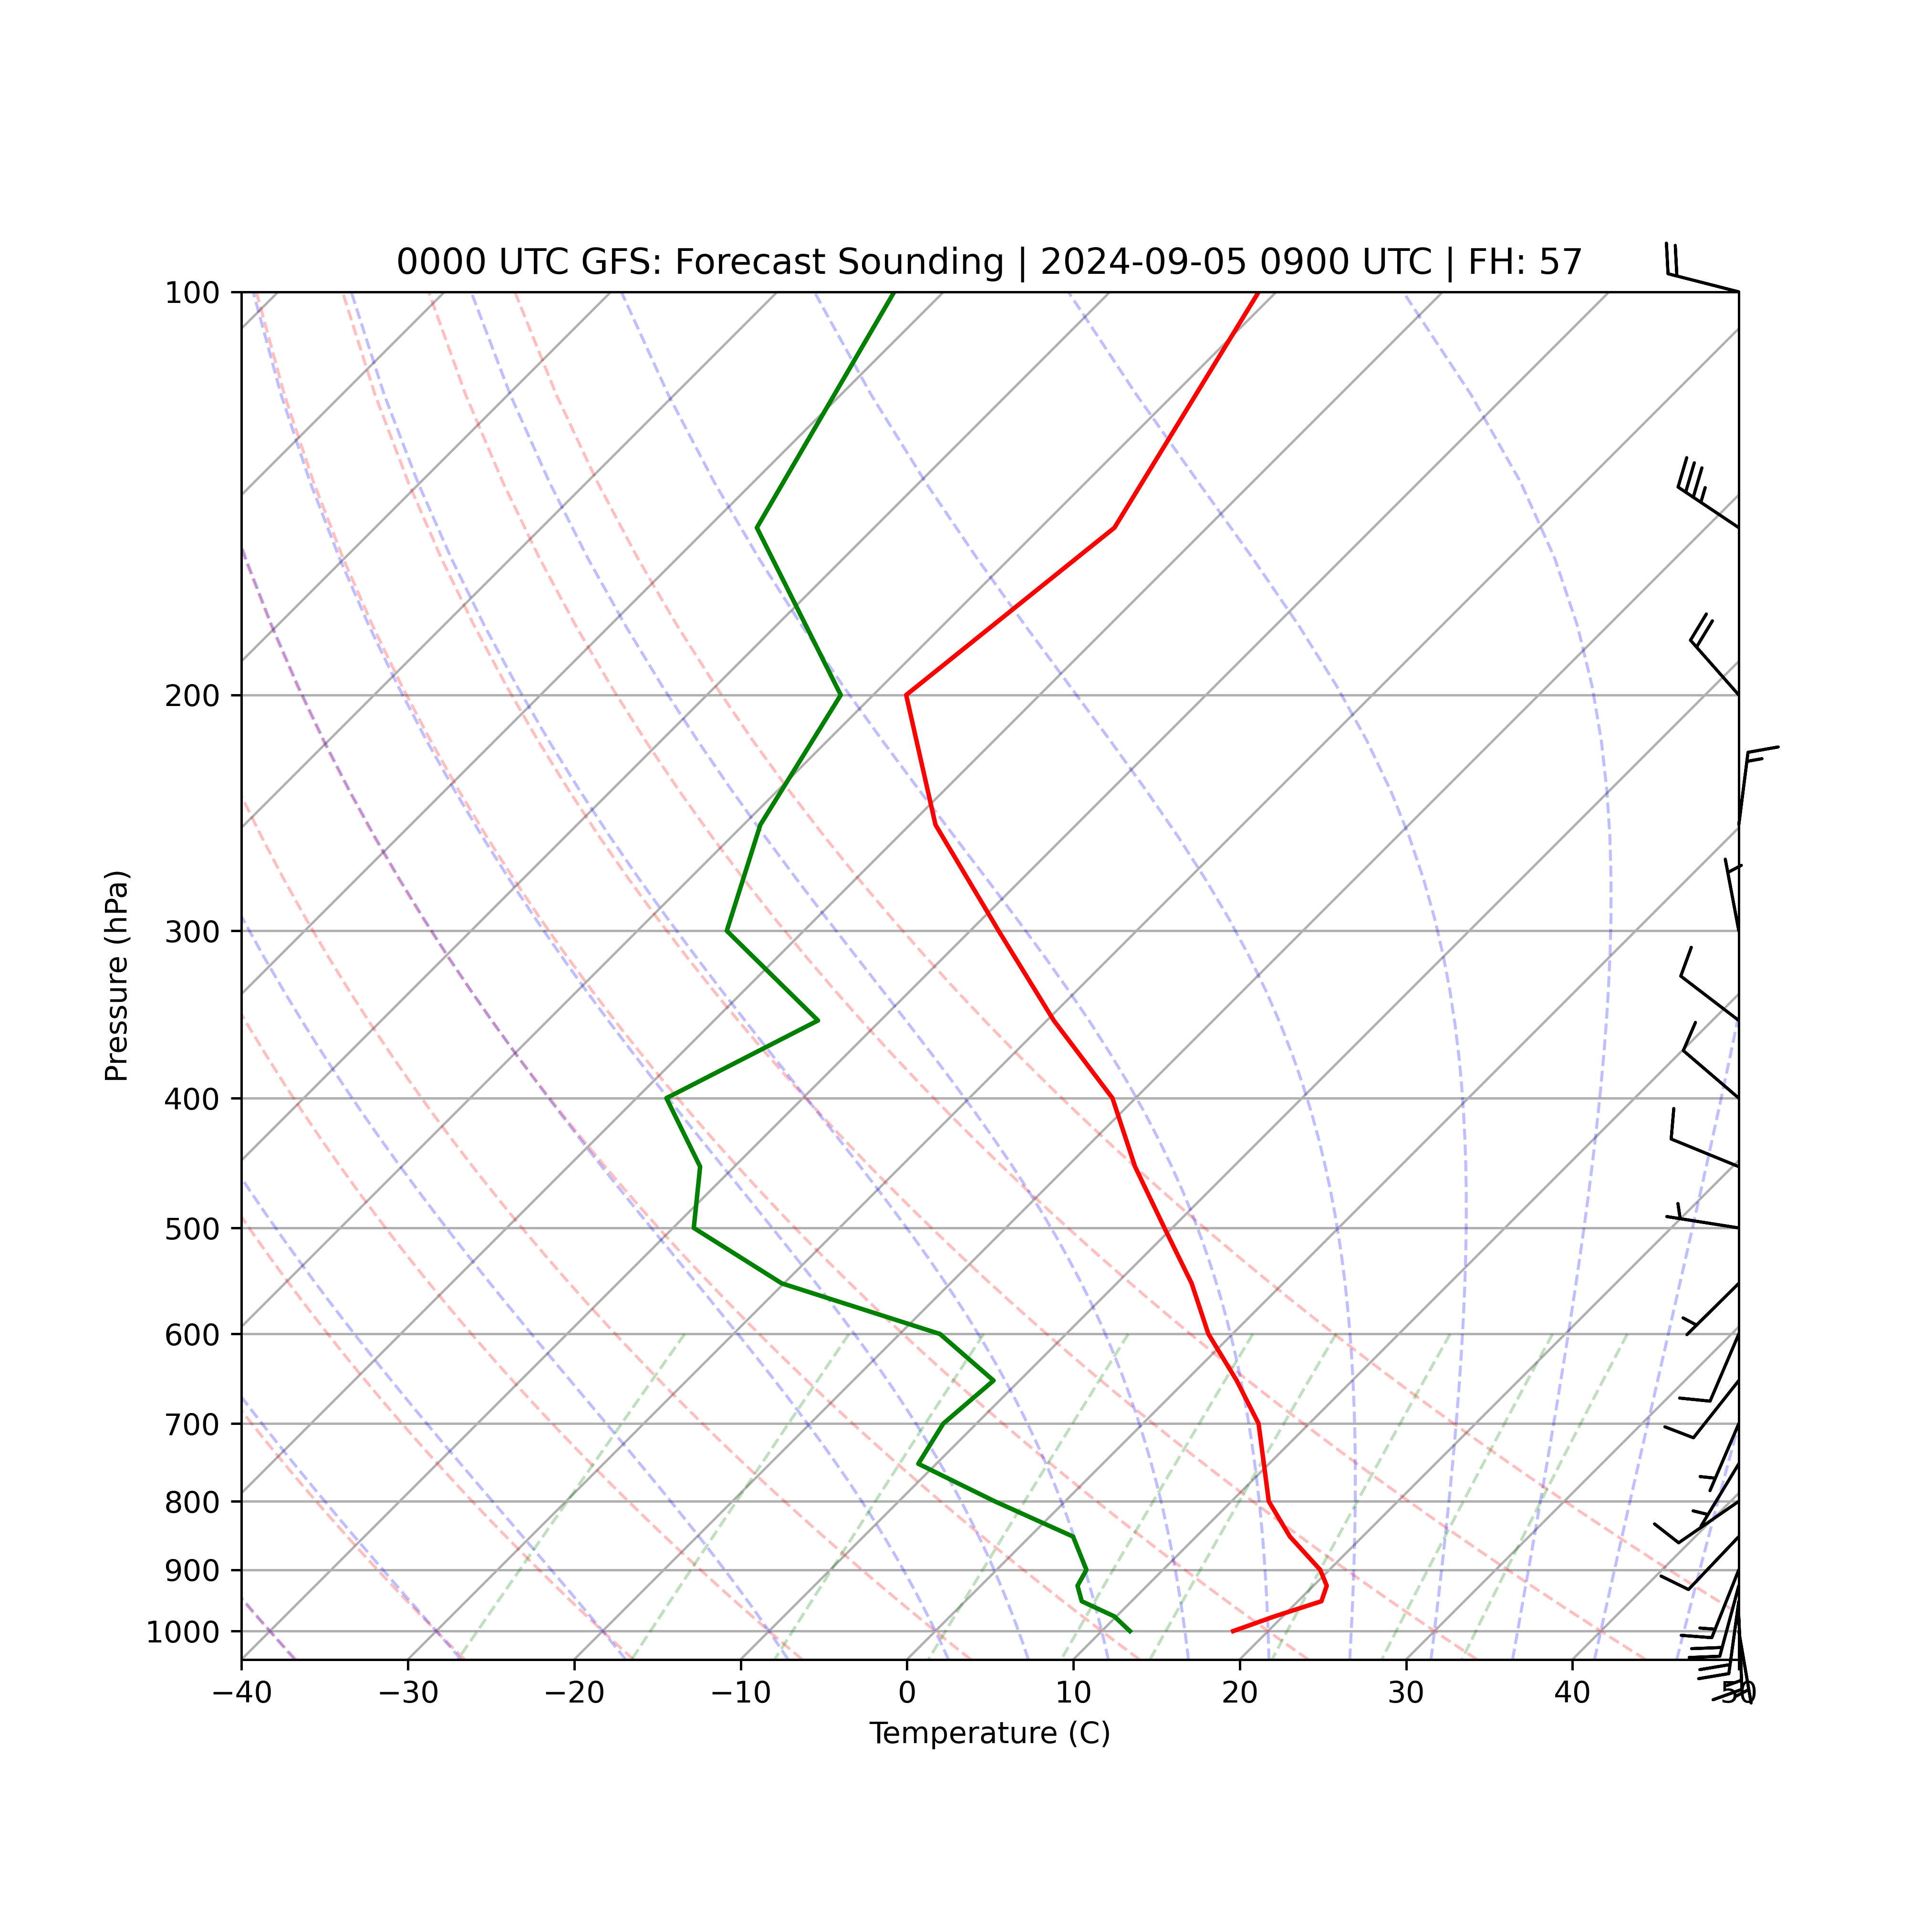 0000 UTC GFS: Forecast Sounding | 2024-09-05 0900 UTC | FH: 57
100
200
300
400
500
600
700
800
900
1000
Pressure (hPa)
−40 −30 −20 −10 0 10 20 30 40 50
Temperature (C)